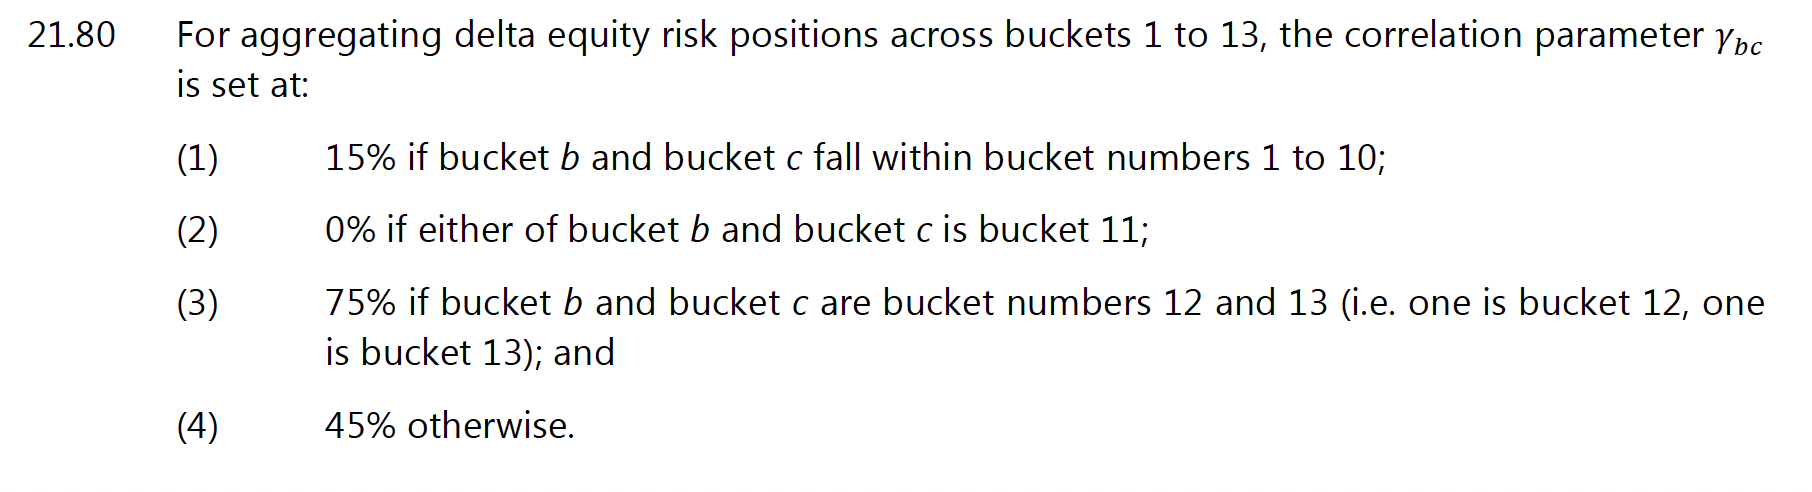 21.80 For aggregating delta equity risk positions across buckets 1 to 13, the correlation parameter γbc
is set at:
(1) 15% if bucket b and bucket c fall within bucket numbers 1 to 10;
(2) 0% if either of bucket b and bucket c is bucket 11;
(3) 75% if bucket b and bucket c are bucket numbers 12 and 13 (i.e. one is bucket 12, one
is bucket 13); and
(4) 45% otherwise.